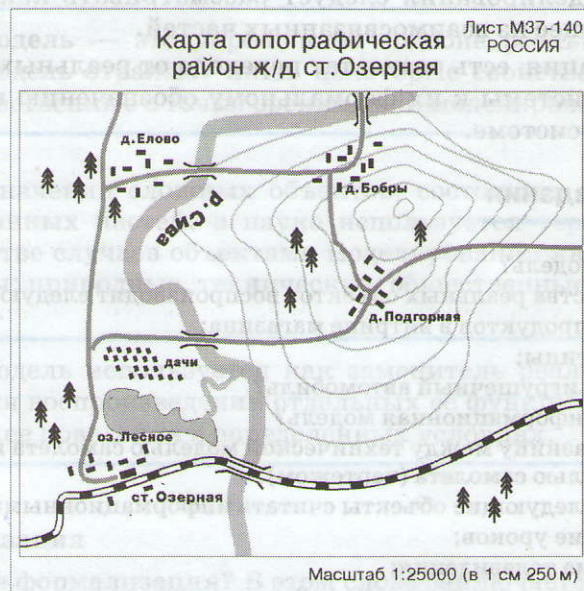 Лист М37-140
Карта топографическая РОССИЯ
района ж/д ст.Озерная
д.Елово
д.Бобры
р. Сива
д.Подгорная
дачи
оз.Лесное
ст.Озерная
Масштаб 1:25000 (в 1 см 250 м)